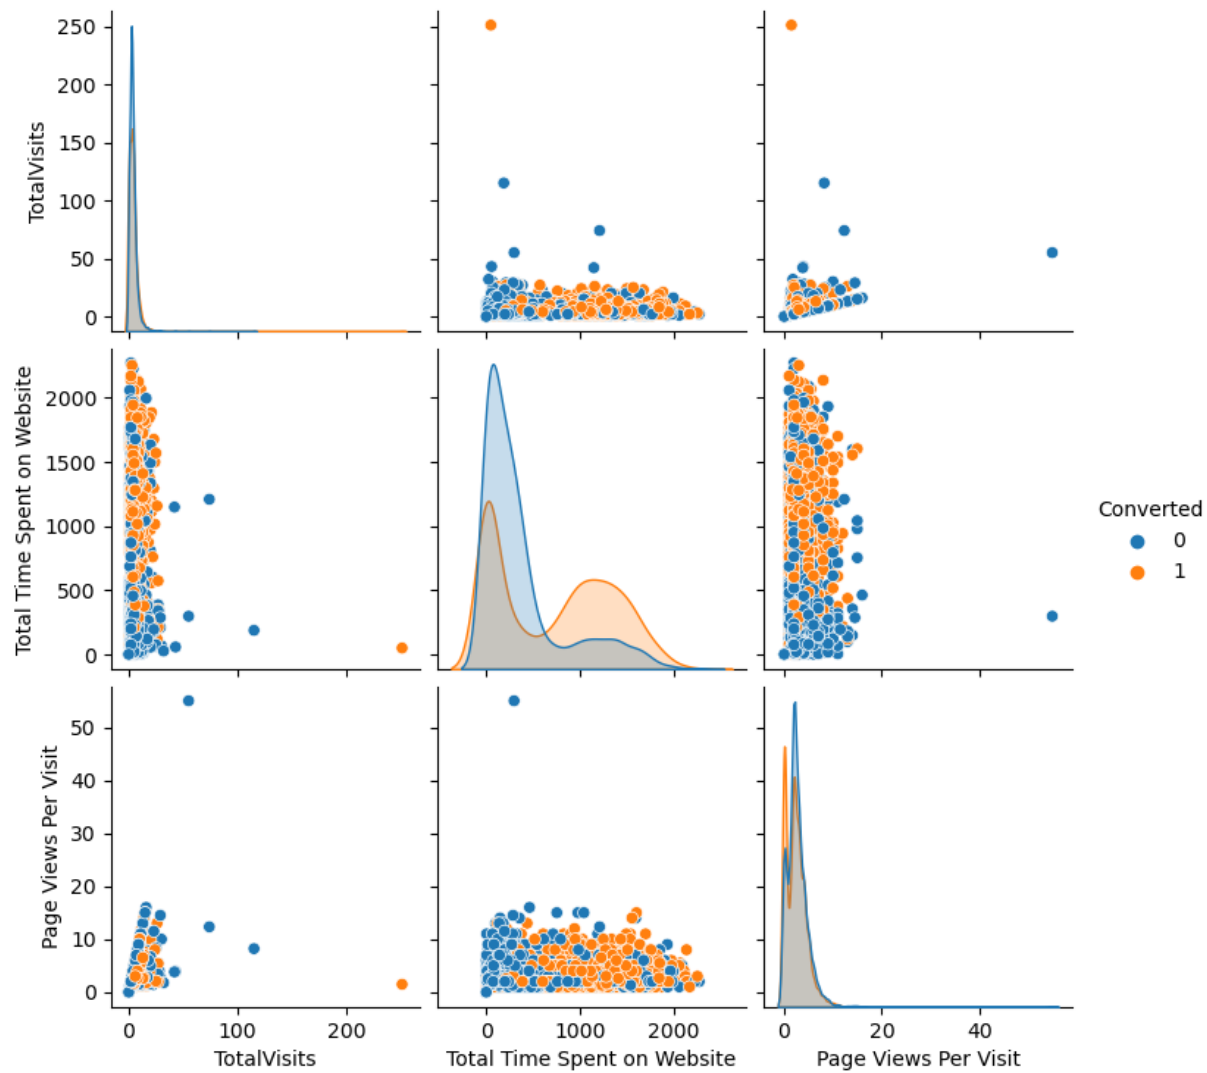 250
200
150
100
50
0
TotalVisits
2000
1500
1000
500
0
Total Time Spent on Website
Converted
0
1
50
40
30
20
10
0
Page Views Per Visit
0 100 200
0 1000 2000
0 20 40
TotalVisits
Total Time Spent on Website
Page Views Per Visit